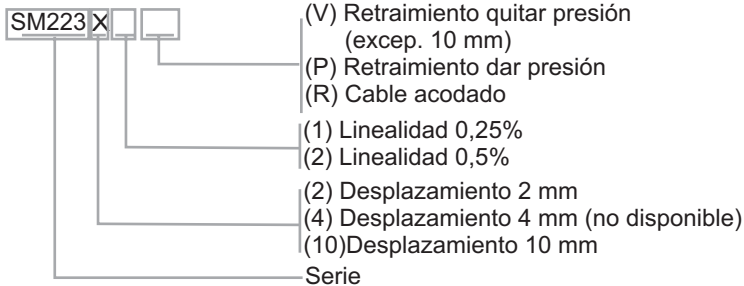 SM223 X
(V) Retraimiento quitar presión
(excep. 10 mm)
(P) Retraimiento dar presión
(R) Cable acodado
(1) Linealidad 0,25%
(2) Linealidad 0,5%
(2) Desplazamiento 2 mm
(4) Desplazamiento 4 mm (no disponible)
(10)Desplazamiento 10 mm
Serie